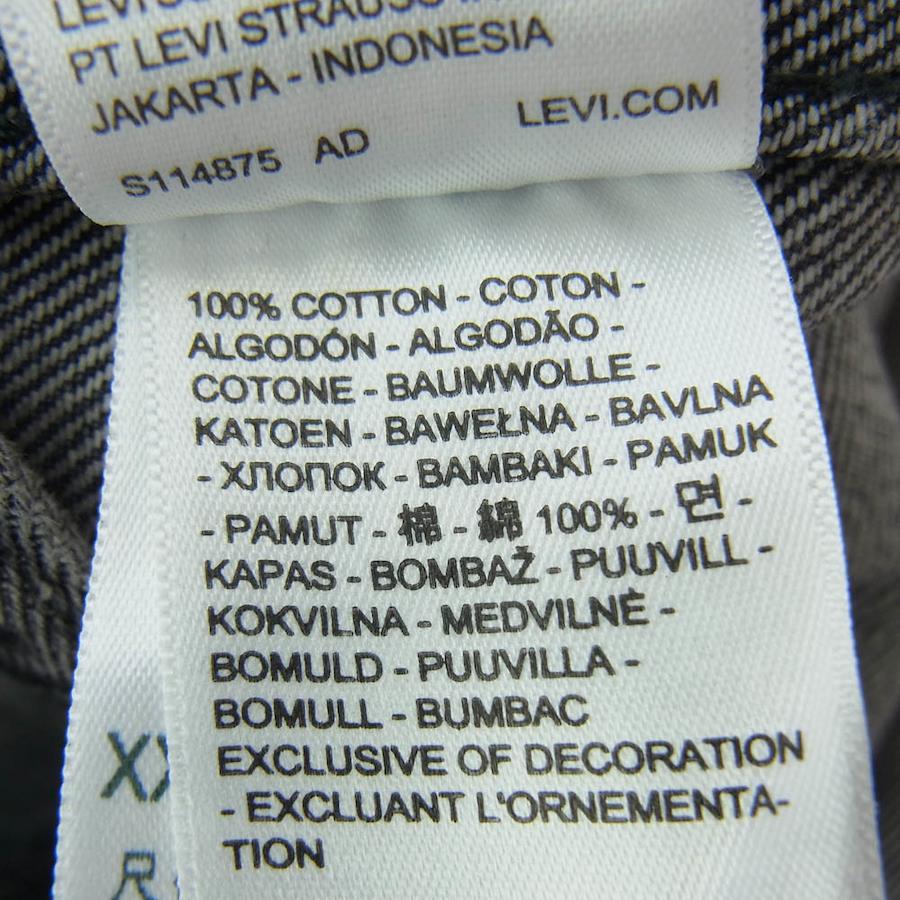 PT LEVI STRAUSS
JAKARTA - INDONESIA
LEVI.COM
S114875 AD
100% COTTON - COTON -
ALGODÓN - ALGODÃO -
COTONE - BAUMWOLLE -
KATOEN - BAWEŁNA - BAVLNA
- ХЛОПОК - BAMBAKI - PAMUK
- PAMUT - 棉 - 綿 100% - 면 -
KAPAS - BOMBAŽ - PUUVILL -
KOKVILNA - MEDVILNĖ -
BOMULD - PUUVILLA -
BOMULL - BUMBAC
EXCLUSIVE OF DECORATION
- EXCLUANT L'ORNEMENTA-
TION